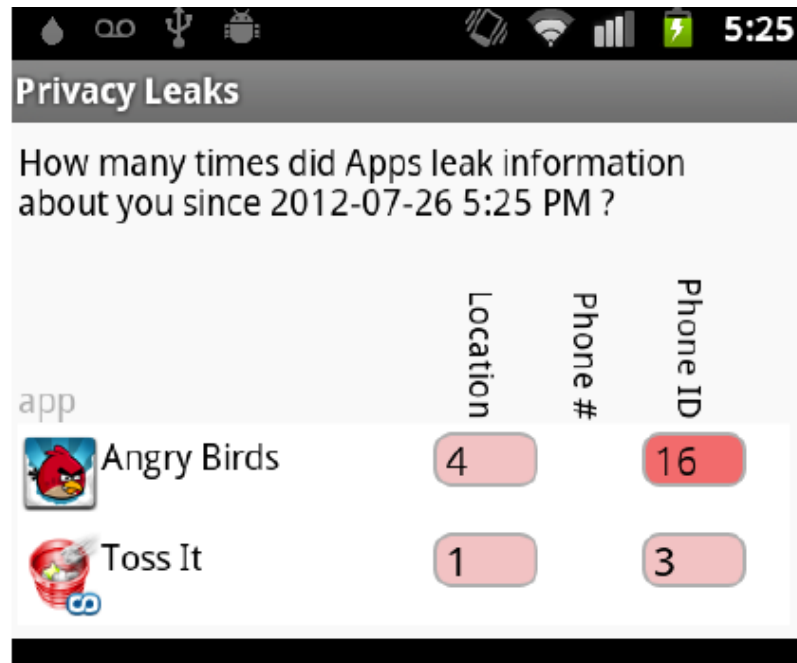 5:25
Privacy Leaks
How many times did Apps leak information
about you since 2012-07-26 5:25 PM ?
app
Location
Phone #
Phone ID
Angry Birds
4
16
Toss It
1
3